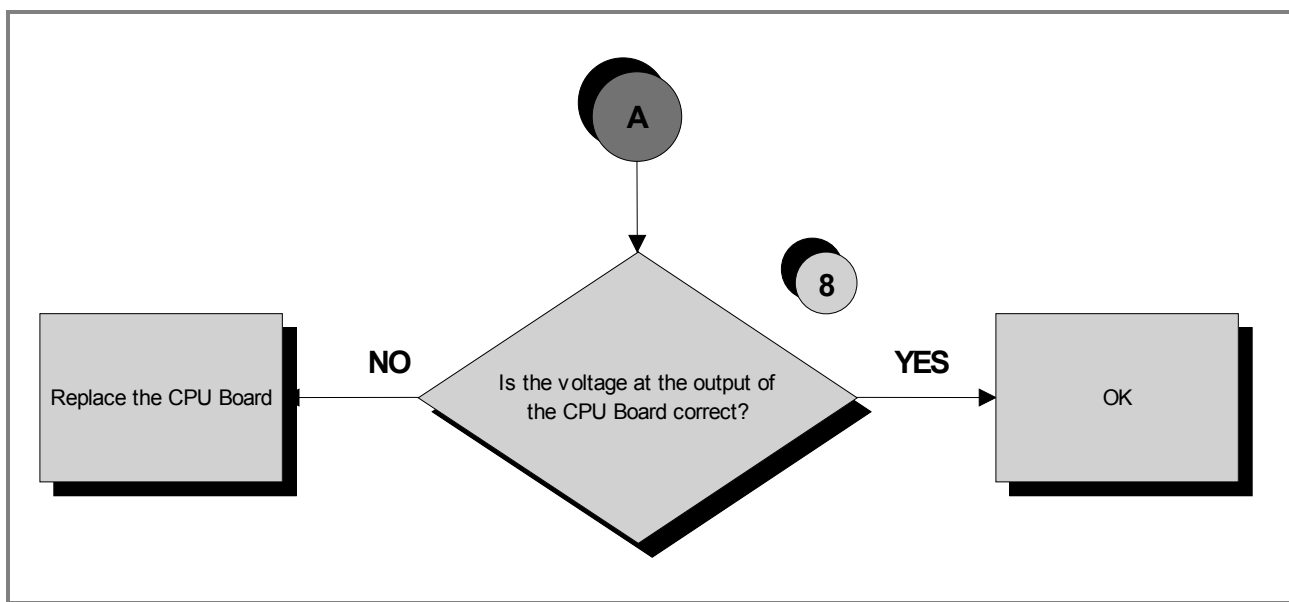 A
8
NO
YES
Replace the CPU Board
Is the voltage at the output of
the CPU Board correct?
OK